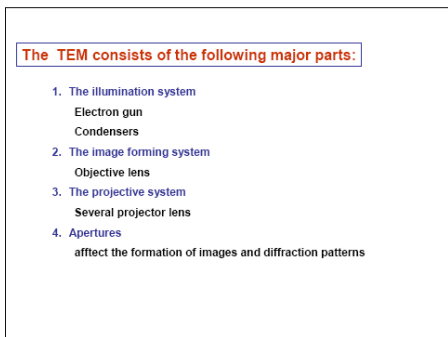 The TEM consists of the following major parts:
1. The illumination system
Electron gun
Condensers
2. The image forming system
Objective lens
3. The projective system
Several projector lens
4. Apertures
afftect the formation of images and diffraction patterns